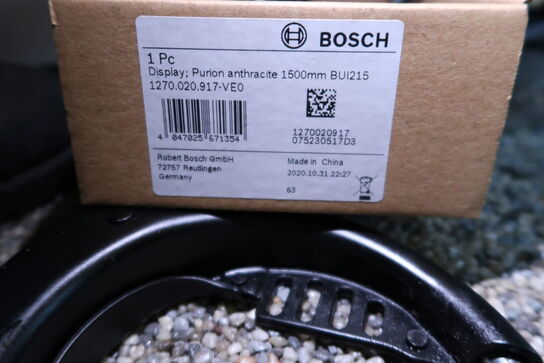 BOSCH
1 Pc
Display; Purion anthracite 1500mm BUI215
1270.020.917-VE0
4 047025 671354
1270020917
075230517D3
Robert Bosch GmbH
72757 Reutlingen
Germany
Made in China
2020.10.31 22:27
63